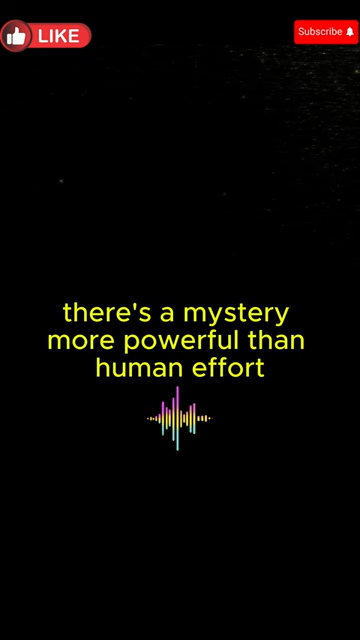 LIKE
Subscribe
there's a mystery
more powerful than
human effort